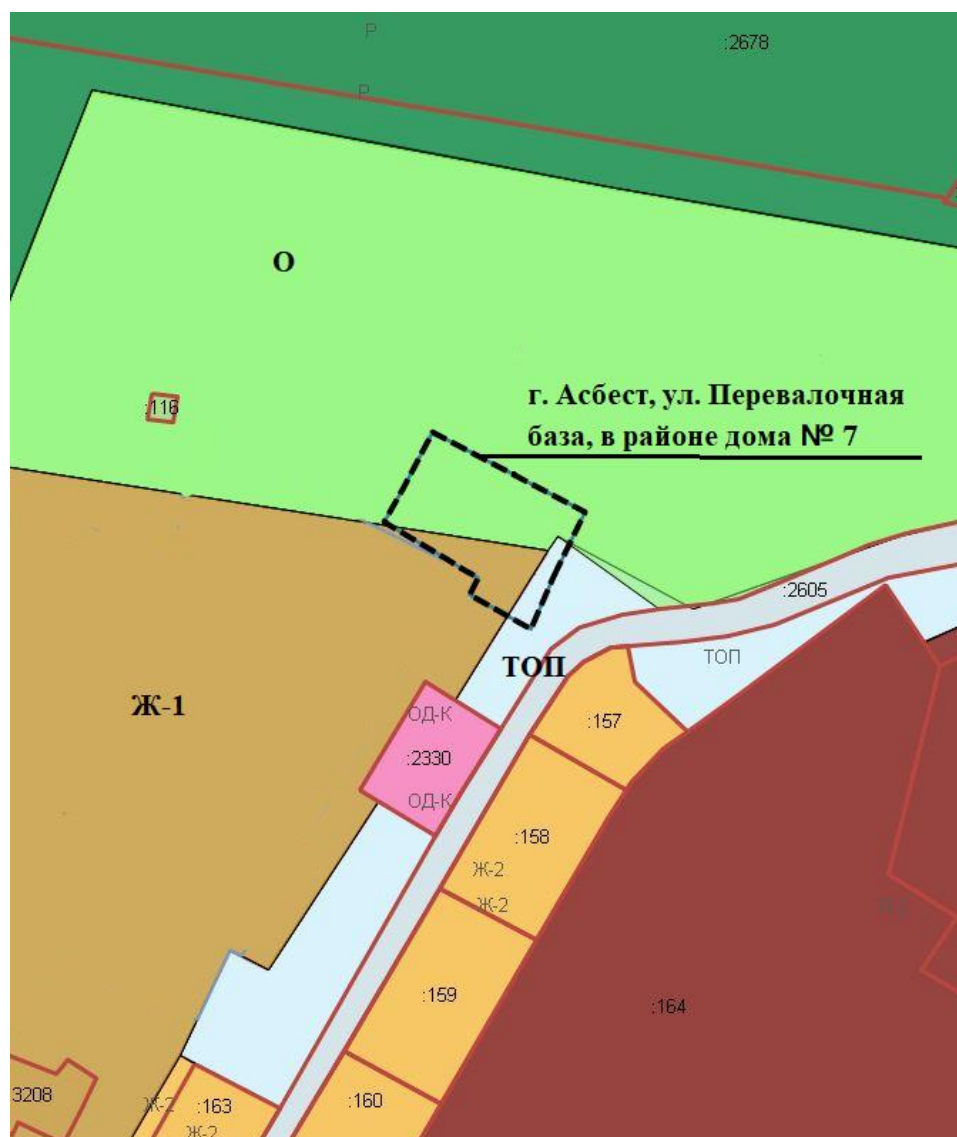 Р
:2678
Р
О
:116
г. Асбест, ул. Перевалочная
база, в районе дома № 7
:2605
ТОП
ТОП
Ж-1
ОД-К
:157
:2330
ОД-К
:158
Ж-2
Ж-2
:159
:164
3208
Ж-2
:163
:160
Ж-2